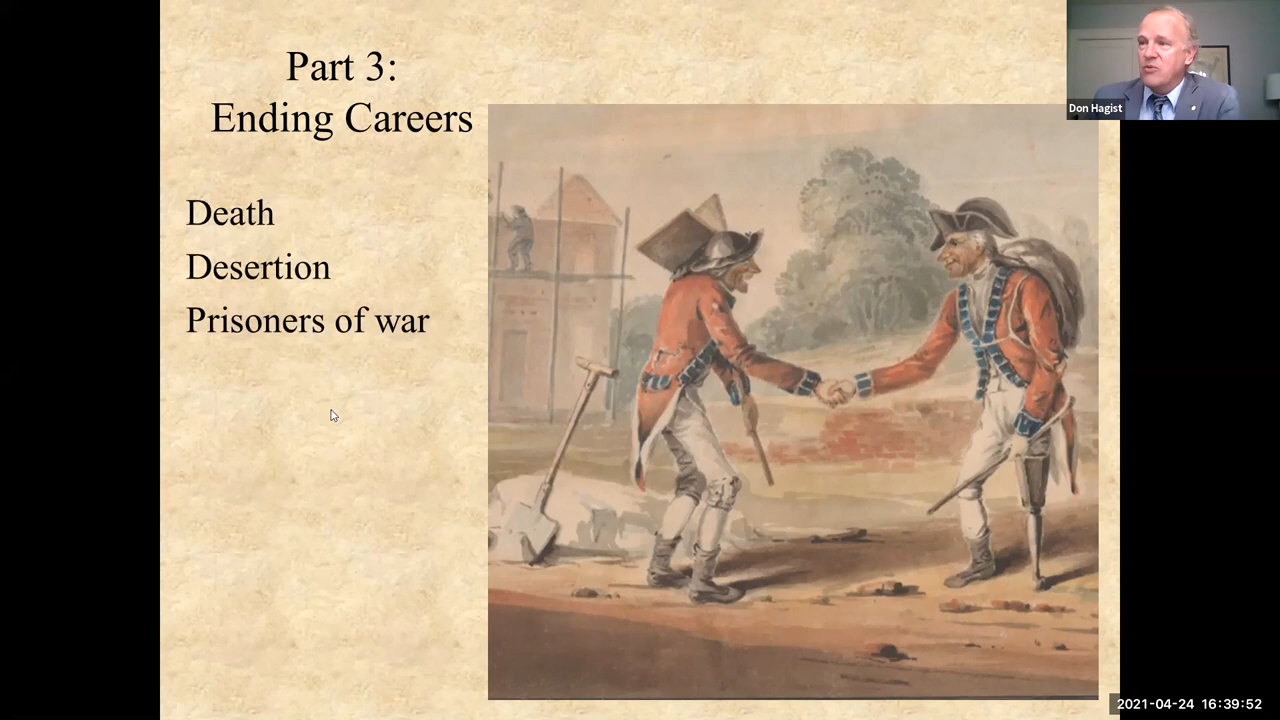 Part 3:
Ending Careers
Death
Desertion
Prisoners of war
Don Hagist
2021-04-24 16:39:52